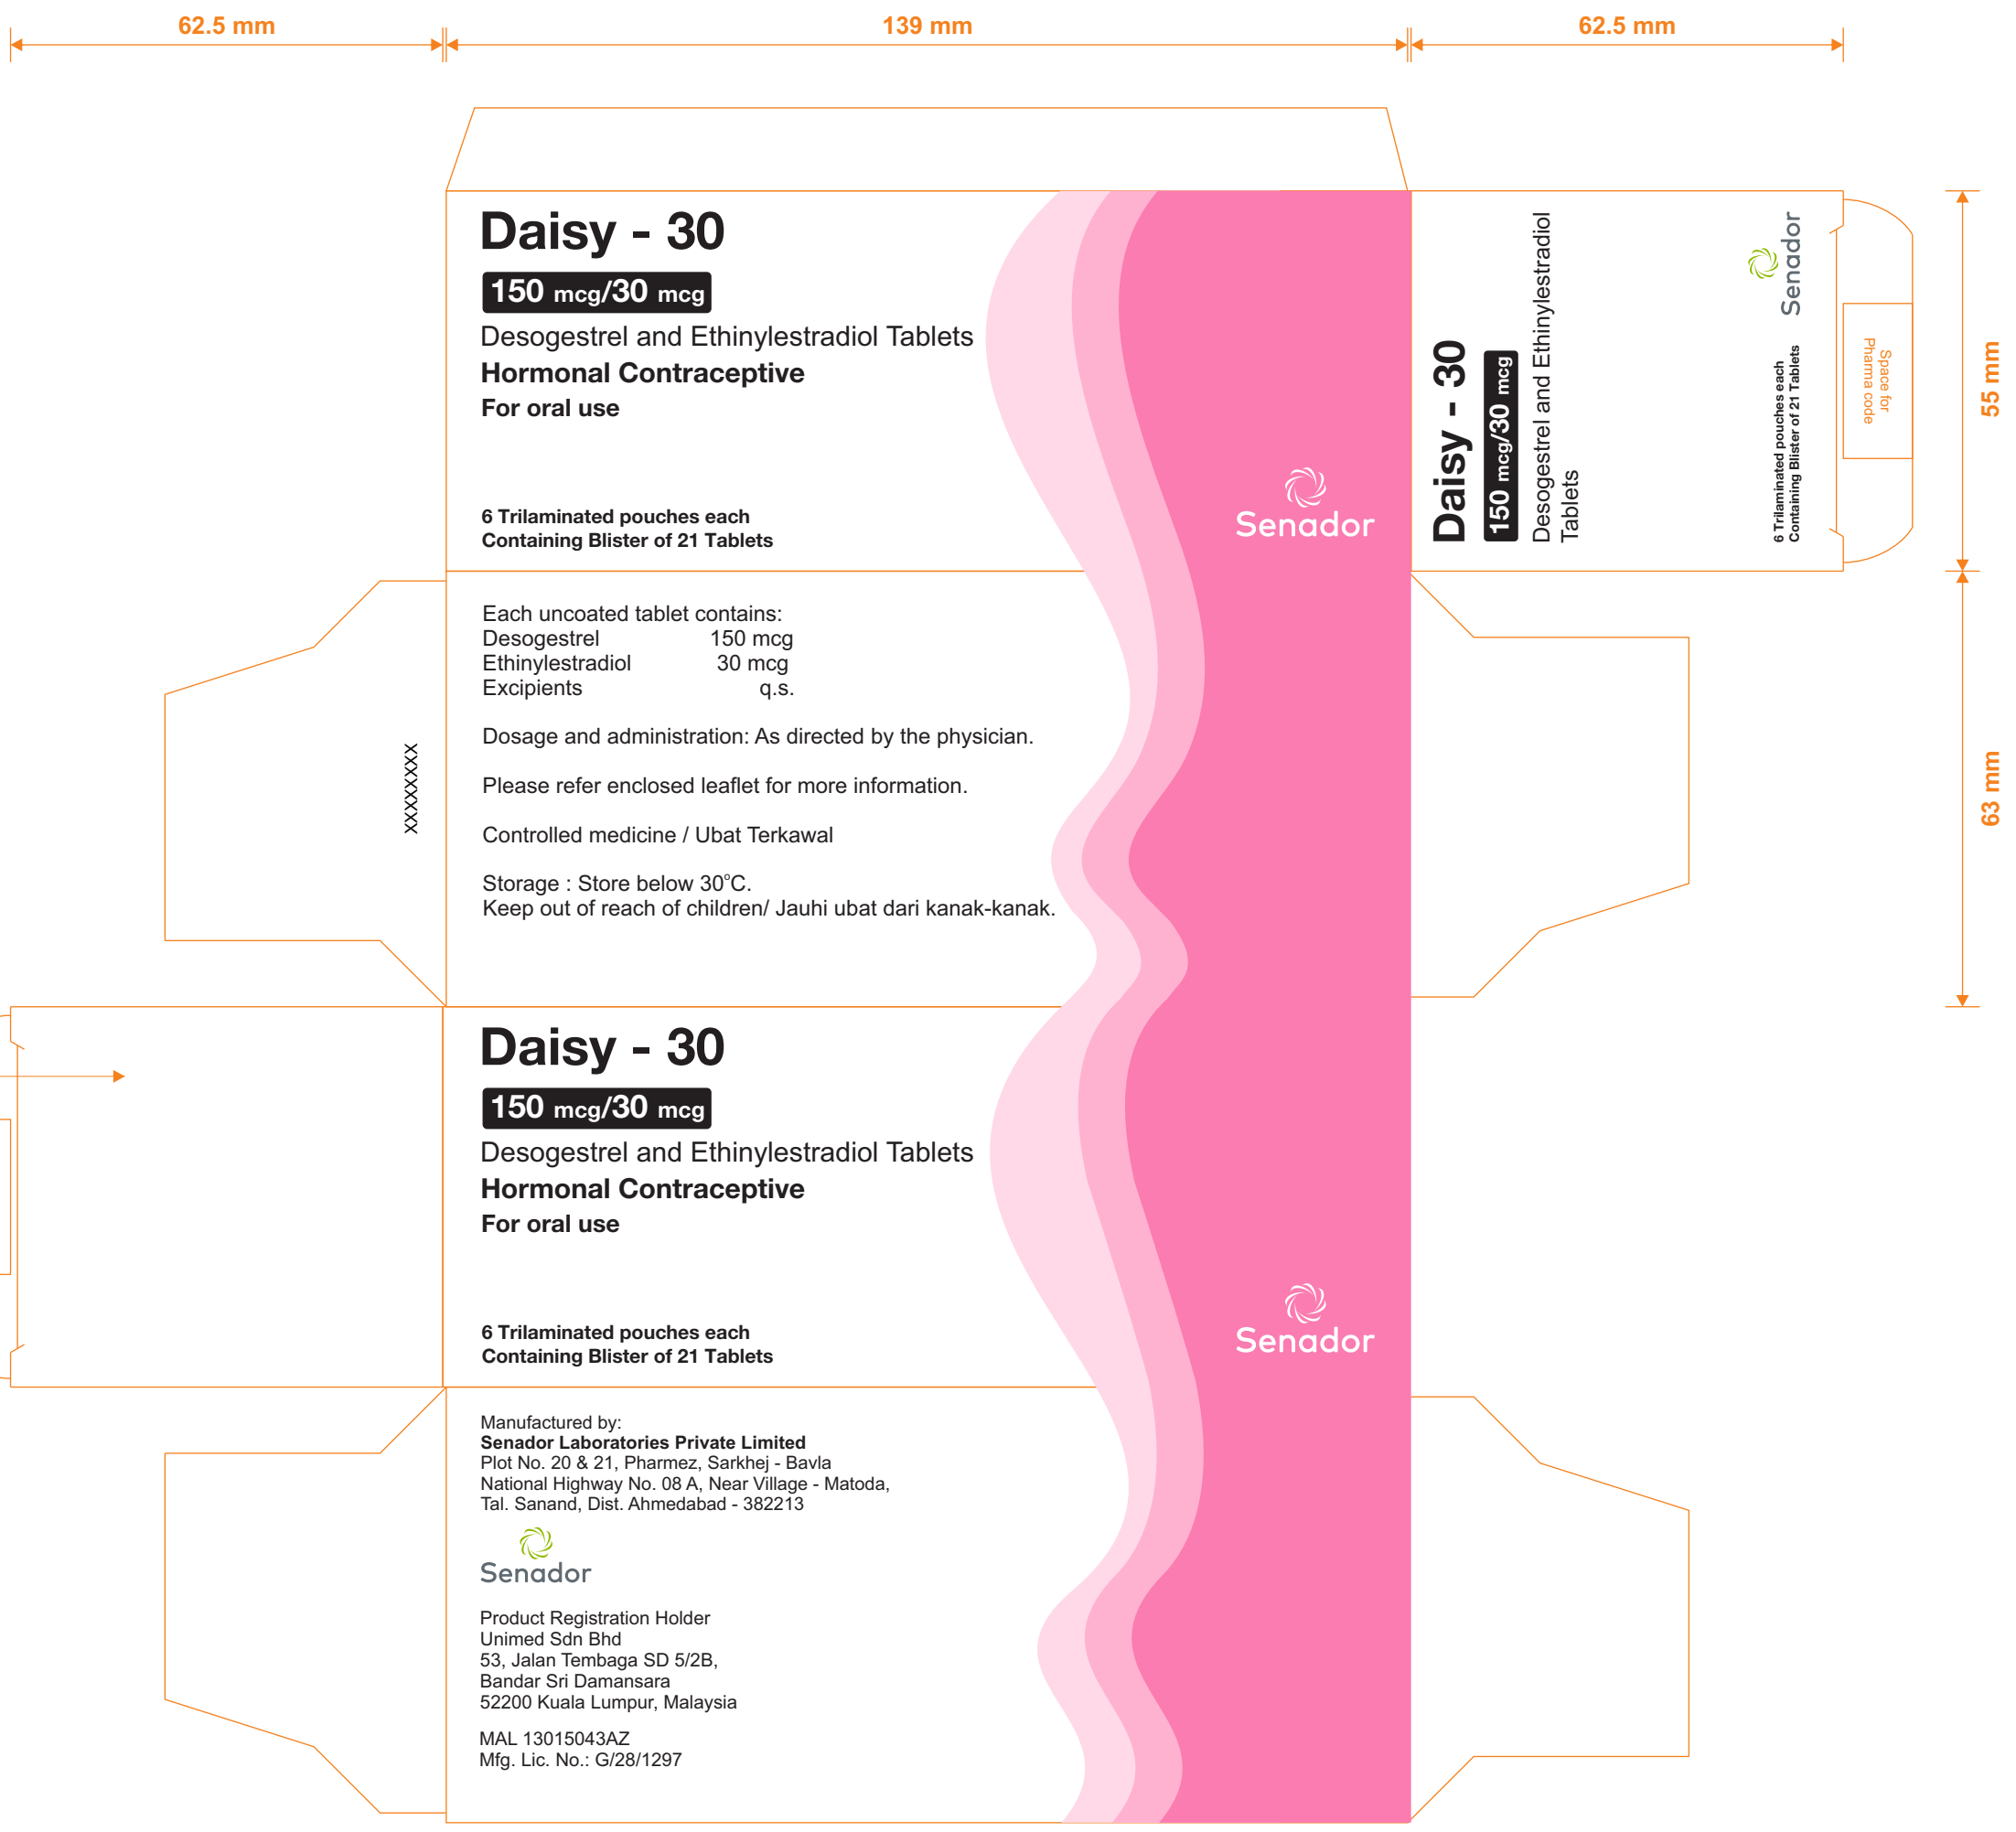 62.5 mm
139 mm
62.5 mm
Daisy - 30
150 mcg/30 mcg
Desogestrel and Ethinylestradiol Tablets
Hormonal Contraceptive
For oral use
6 Trilaminated pouches each
Containing Blister of 21 Tablets
Senador
Daisy - 30
150 mcg/30 mcg
Desogestrel and Ethinylestradiol
Tablets
6 Trilaminated pouches each
Containing Blister of 21 Tablets
Senador
Space for
Pharma code
55 mm
Each uncoated tablet contains:
Desogestrel 150 mcg
Ethinylestradiol 30 mcg
Excipients q.s.
Dosage and administration: As directed by the physician.
Please refer enclosed leaflet for more information.
Controlled medicine / Ubat Terkawal
Storage : Store below 30°C.
Keep out of reach of children/ Jauhi ubat dari kanak-kanak.
XXXXXXXX
63 mm
Daisy - 30
150 mcg/30 mcg
Desogestrel and Ethinylestradiol Tablets
Hormonal Contraceptive
For oral use
6 Trilaminated pouches each
Containing Blister of 21 Tablets
Senador
Manufactured by:
Senador Laboratories Private Limited
Plot No. 20 & 21, Pharmez, Sarkhej - Bavla
National Highway No. 08 A, Near Village - Matoda,
Tal. Sanand, Dist. Ahmedabad - 382213
Senador
Product Registration Holder
Unimed Sdn Bhd
53, Jalan Tembaga SD 5/2B,
Bandar Sri Damansara
52200 Kuala Lumpur, Malaysia
MAL 13015043AZ
Mfg. Lic. No.: G/28/1297